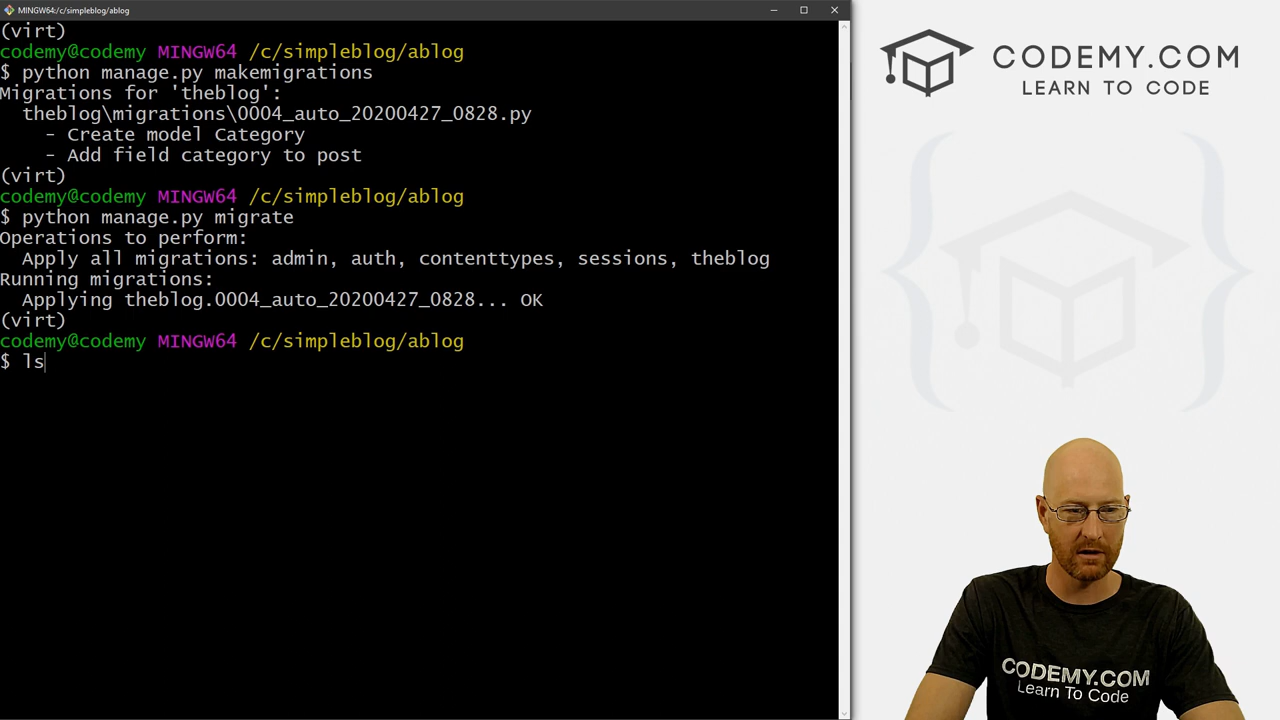 MINGW64:/c/simpleblog/ablog
(virt)
codemy@codemy MINGW64 /c/simpleblog/ablog
$ python manage.py makemigrations
Migrations for 'theblog':
  theblog\migrations\0004_auto_20200427_0828.py
    - Create model Category
    - Add field category to post
(virt)
codemy@codemy MINGW64 /c/simpleblog/ablog
$ python manage.py migrate
Operations to perform:
  Apply all migrations: admin, auth, contenttypes, sessions, theblog
Running migrations:
  Applying theblog.0004_auto_20200427_0828... OK
(virt)
codemy@codemy MINGW64 /c/simpleblog/ablog
$ ls
CODEMY.COM
LEARN TO CODE
CODEMY.COM
Learn To Code